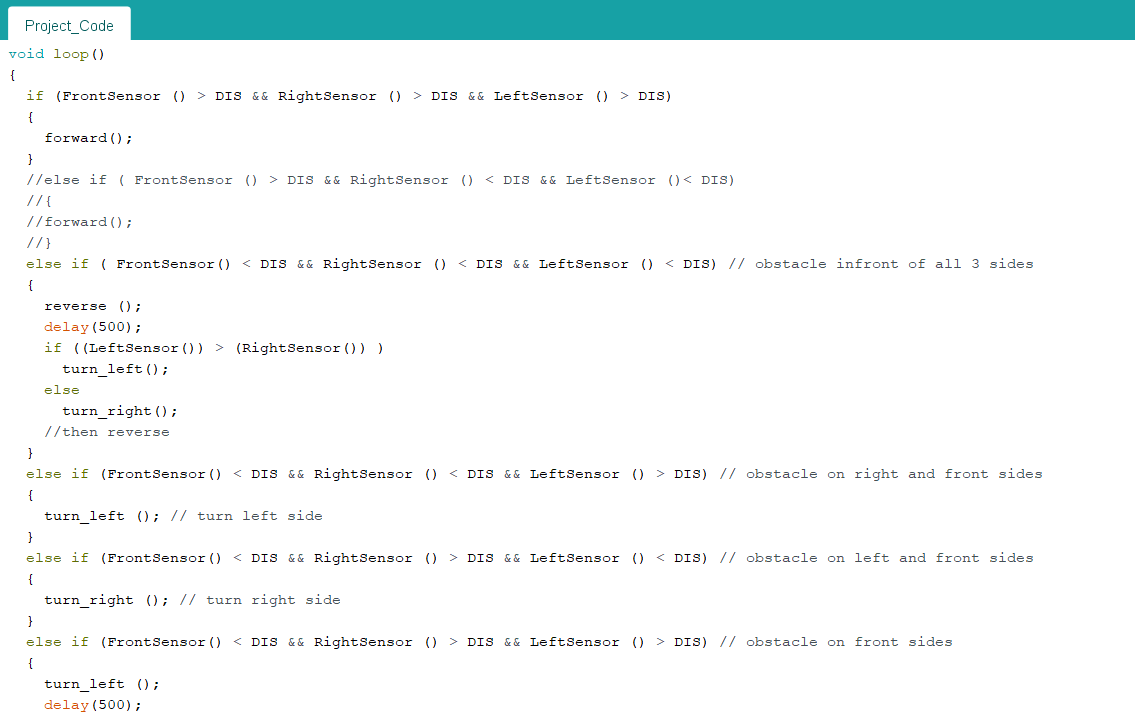 Project_Code
void loop()
{
  if (FrontSensor () > DIS && RightSensor () > DIS && LeftSensor () > DIS)
  {
    forward();
  }
  //else if ( FrontSensor () > DIS && RightSensor () < DIS && LeftSensor ()< DIS)
  //{
  //forward();
  //}
  else if ( FrontSensor() < DIS && RightSensor () < DIS && LeftSensor () < DIS) // obstacle infront of all 3 sides
  {
    reverse ();
    delay(500);
    if ((LeftSensor()) > (RightSensor()) )
      turn_left();
    else
      turn_right();
    //then reverse
  }
  else if (FrontSensor() < DIS && RightSensor () < DIS && LeftSensor () > DIS) // obstacle on right and front sides
  {
    turn_left (); // turn left side
  }
  else if (FrontSensor() < DIS && RightSensor () > DIS && LeftSensor () < DIS) // obstacle on left and front sides
  {
    turn_right (); // turn right side
  }
  else if (FrontSensor() < DIS && RightSensor () > DIS && LeftSensor () > DIS) // obstacle on front sides
  {
    turn_left ();
    delay(500);